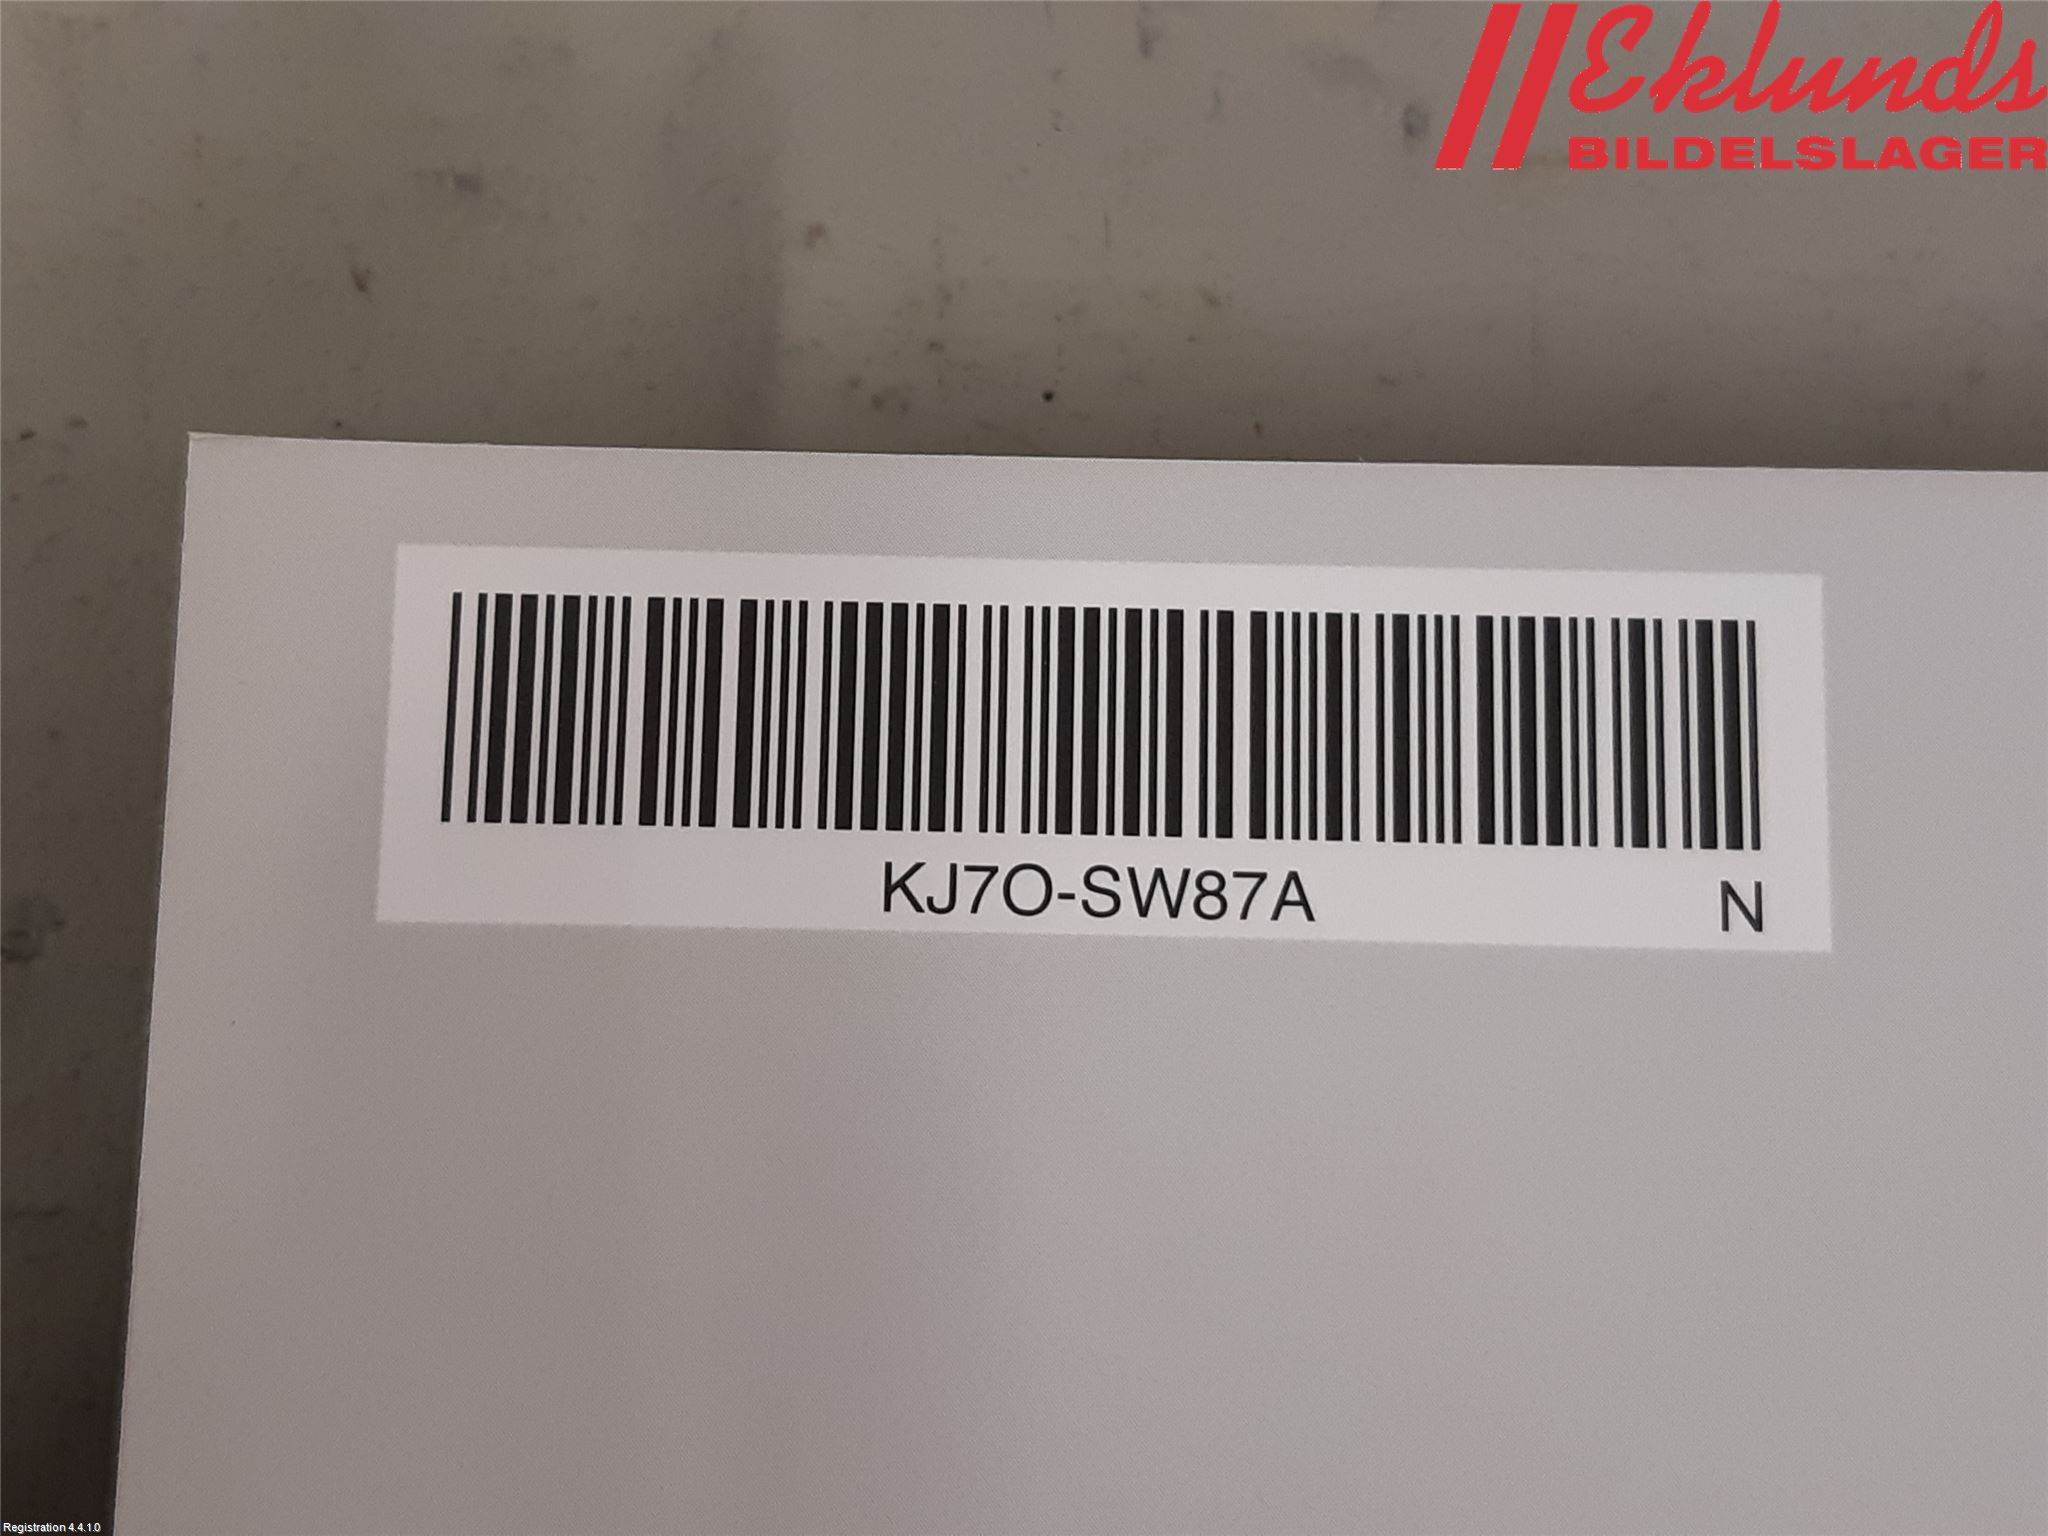 Eklunds
BILDELSLAGER
KJ7O-SW87A N
Registration 4.4.1.0